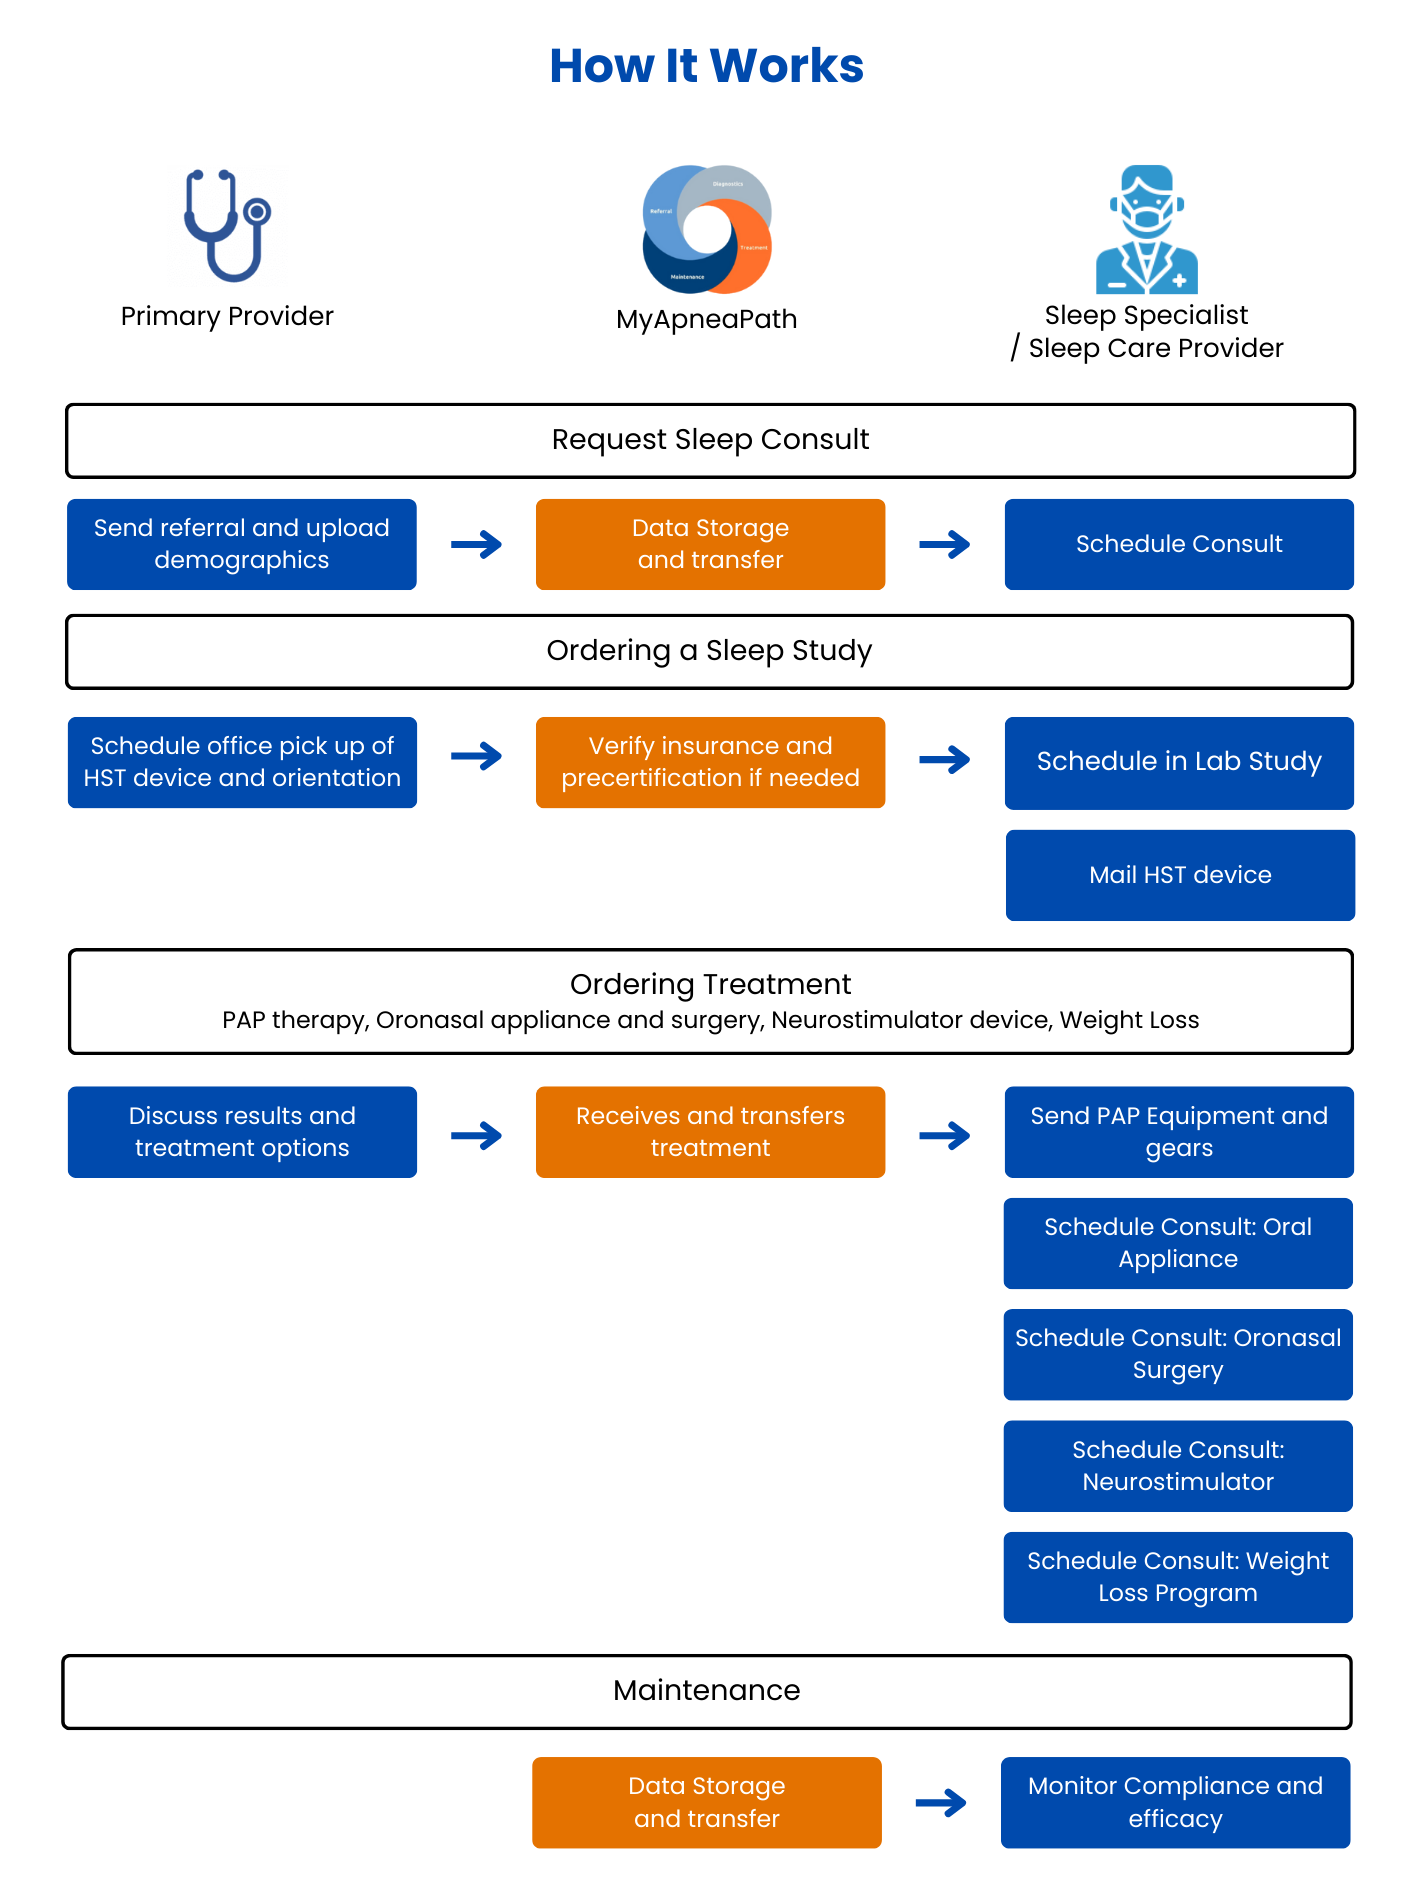 How It Works
Diagnostics
Referral
Treatment
Maintenance
Primary Provider
MyApneaPath
Sleep Specialist
/ Sleep Care Provider
Request Sleep Consult
Send referral and upload
demographics
Data Storage
and transfer
Schedule Consult
Ordering a Sleep Study
Schedule office pick up of
HST device and orientation
Verify insurance and
precertification if needed
Schedule in Lab Study
Mail HST device
Ordering Treatment
PAP therapy, Oronasal appliance and surgery, Neurostimulator device, Weight Loss
Discuss results and
treatment options
Receives and transfers
treatment
Send PAP Equipment and
gears
Schedule Consult: Oral
Appliance
Schedule Consult: Oronasal
Surgery
Schedule Consult:
Neurostimulator
Schedule Consult: Weight
Loss Program
Maintenance
Data Storage
and transfer
Monitor Compliance and
efficacy